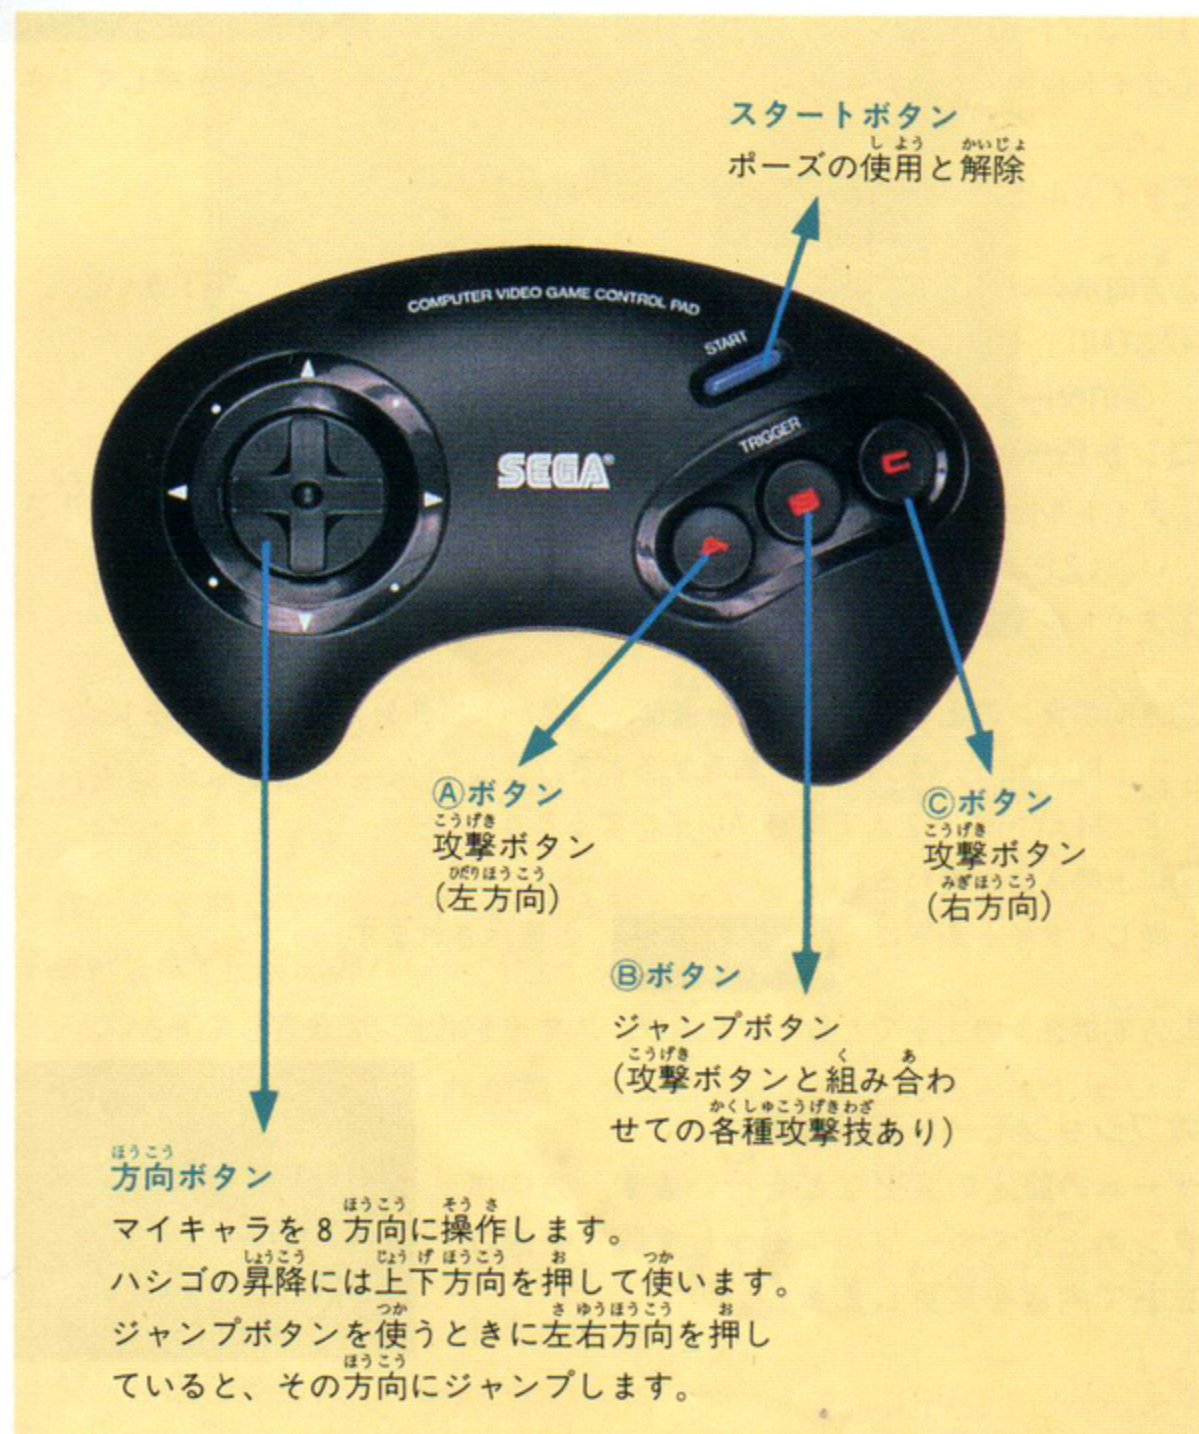 スタートボタン
ポーズの使用と解除
COMPUTER VIDEO GAME CONTROL PAD
START
TRIGGER
SEGA®
C
B
A
Ⓐボタン
攻撃ボタン
(左方向)
Ⓒボタン
攻撃ボタン
(右方向)
Ⓑボタン
ジャンプボタン
(攻撃ボタンと組み合わ
せての各種攻撃技あり)
方向ボタン
マイキャラを8方向に操作します。
ハシゴの昇降には上下方向を押して使います。
ジャンプボタンを使うときに左右方向を押し
ていると、その方向にジャンプします。